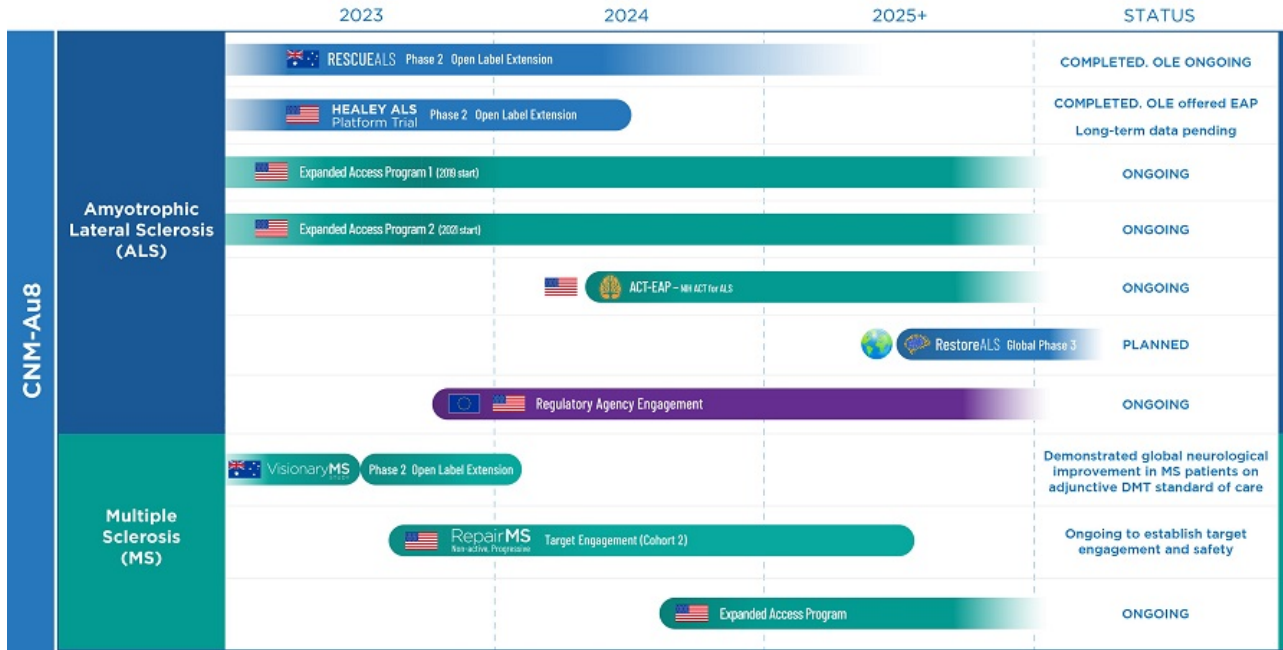 2023 2024 2025+ STATUS
CNM-Au8
Amyotrophic
Lateral Sclerosis
(ALS)
RESCUEALS Phase 2 Open Label Extension
COMPLETED. OLE ONGOING
HEALEY ALS
Platform Trial
Phase 2 Open Label Extension
COMPLETED. OLE offered EAP
Long-term data pending
Expanded Access Program 1 (2019 start)
ONGOING
Expanded Access Program 2 (2021 start)
ONGOING
ACT-EAP – NIH ACT for ALS
ONGOING
RestoreALS Global Phase 3
PLANNED
Regulatory Agency Engagement
ONGOING
Multiple
Sclerosis
(MS)
VisionaryMS
STUDY
Phase 2 Open Label Extension
Demonstrated global neurological
improvement in MS patients on
adjunctive DMT standard of care
RepairMS
Non-active, Progressive
Target Engagement (Cohort 2)
Ongoing to establish target
engagement and safety
Expanded Access Program
ONGOING